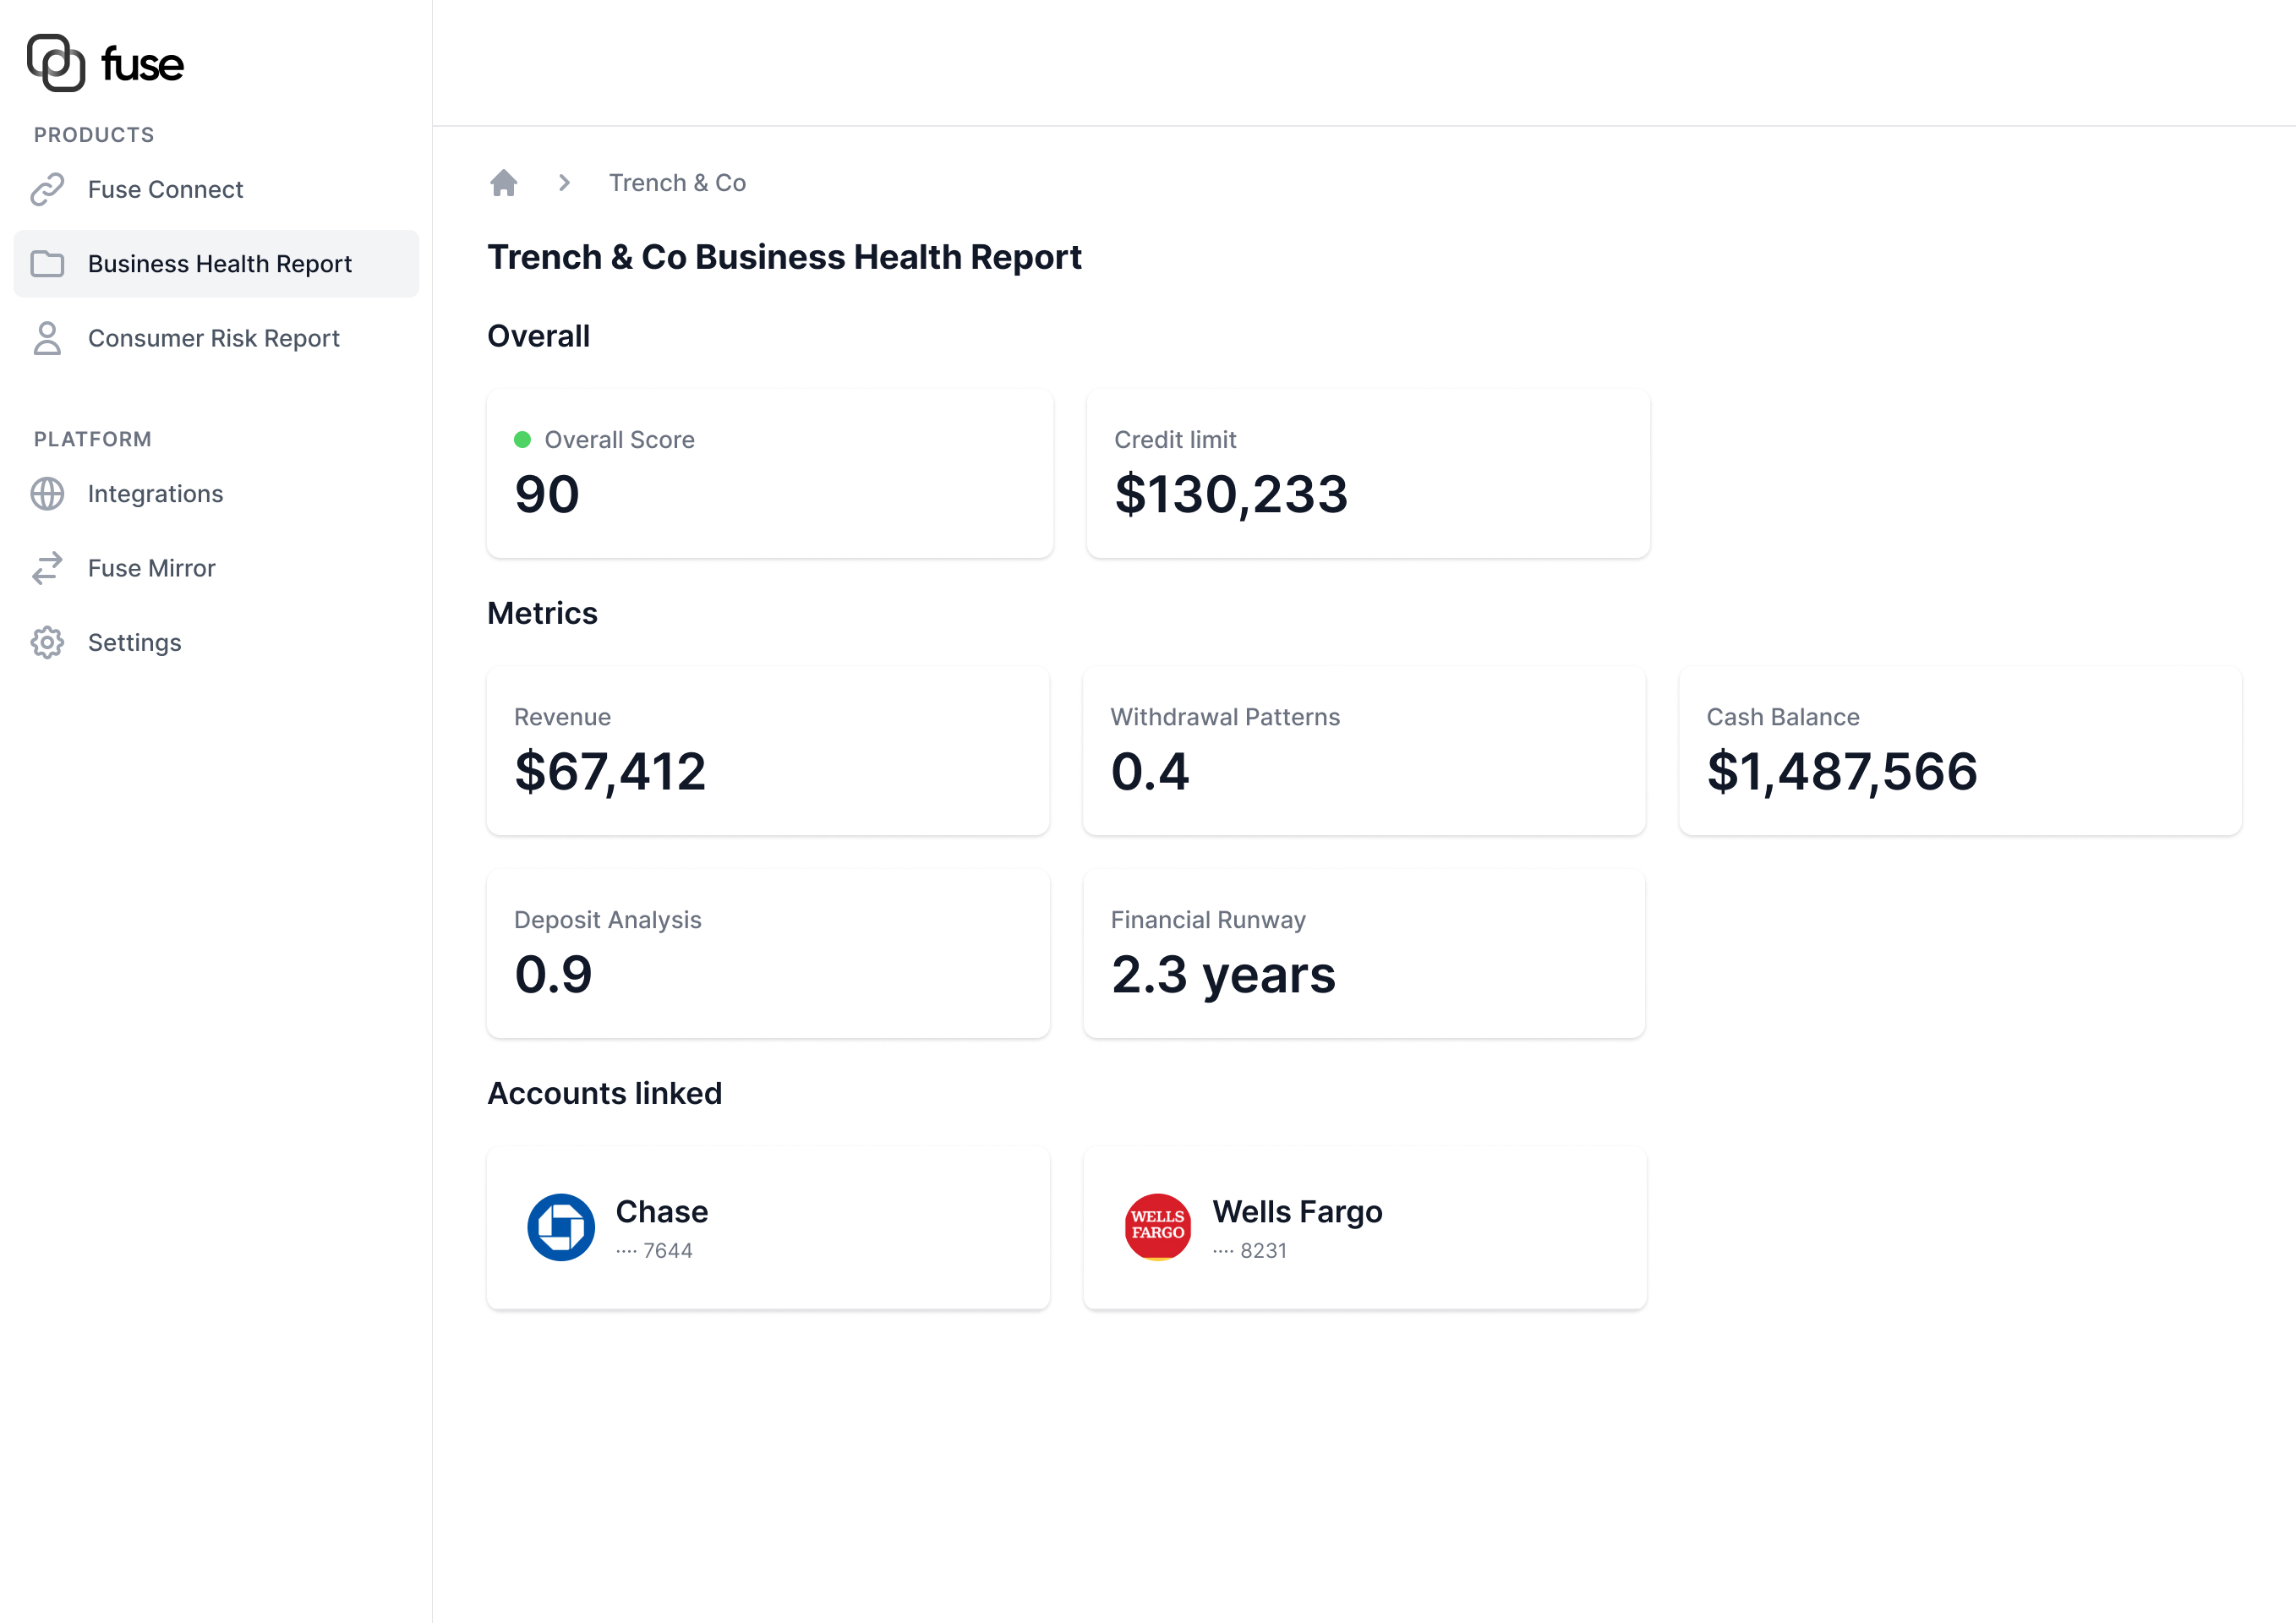 fuse
PRODUCTS
Fuse Connect
Business Health Report
Consumer Risk Report
PLATFORM
Integrations
Fuse Mirror
Settings
Trench & Co
Trench & Co Business Health Report
Overall
Overall Score
90
Credit limit
$130,233
Metrics
Revenue
$67,412
Withdrawal Patterns
0.4
Cash Balance
$1,487,566
Deposit Analysis
0.9
Financial Runway
2.3 years
Accounts linked
Chase
···· 7644
WELLS
FARGO
Wells Fargo
···· 8231